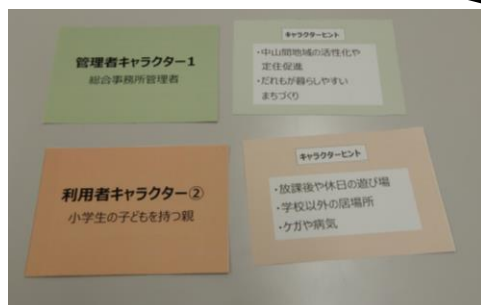 管理者キャラクター1
総合事務所管理者
キャラクターヒント
・中山間地域の活性化や
定住促進
・だれもが暮らしやすい
まちづくり
利用者キャラクター②
小学生の子どもを持つ親
キャラクターヒント
・放課後や休日の遊び場
・学校以外の居場所
・ケガや病気